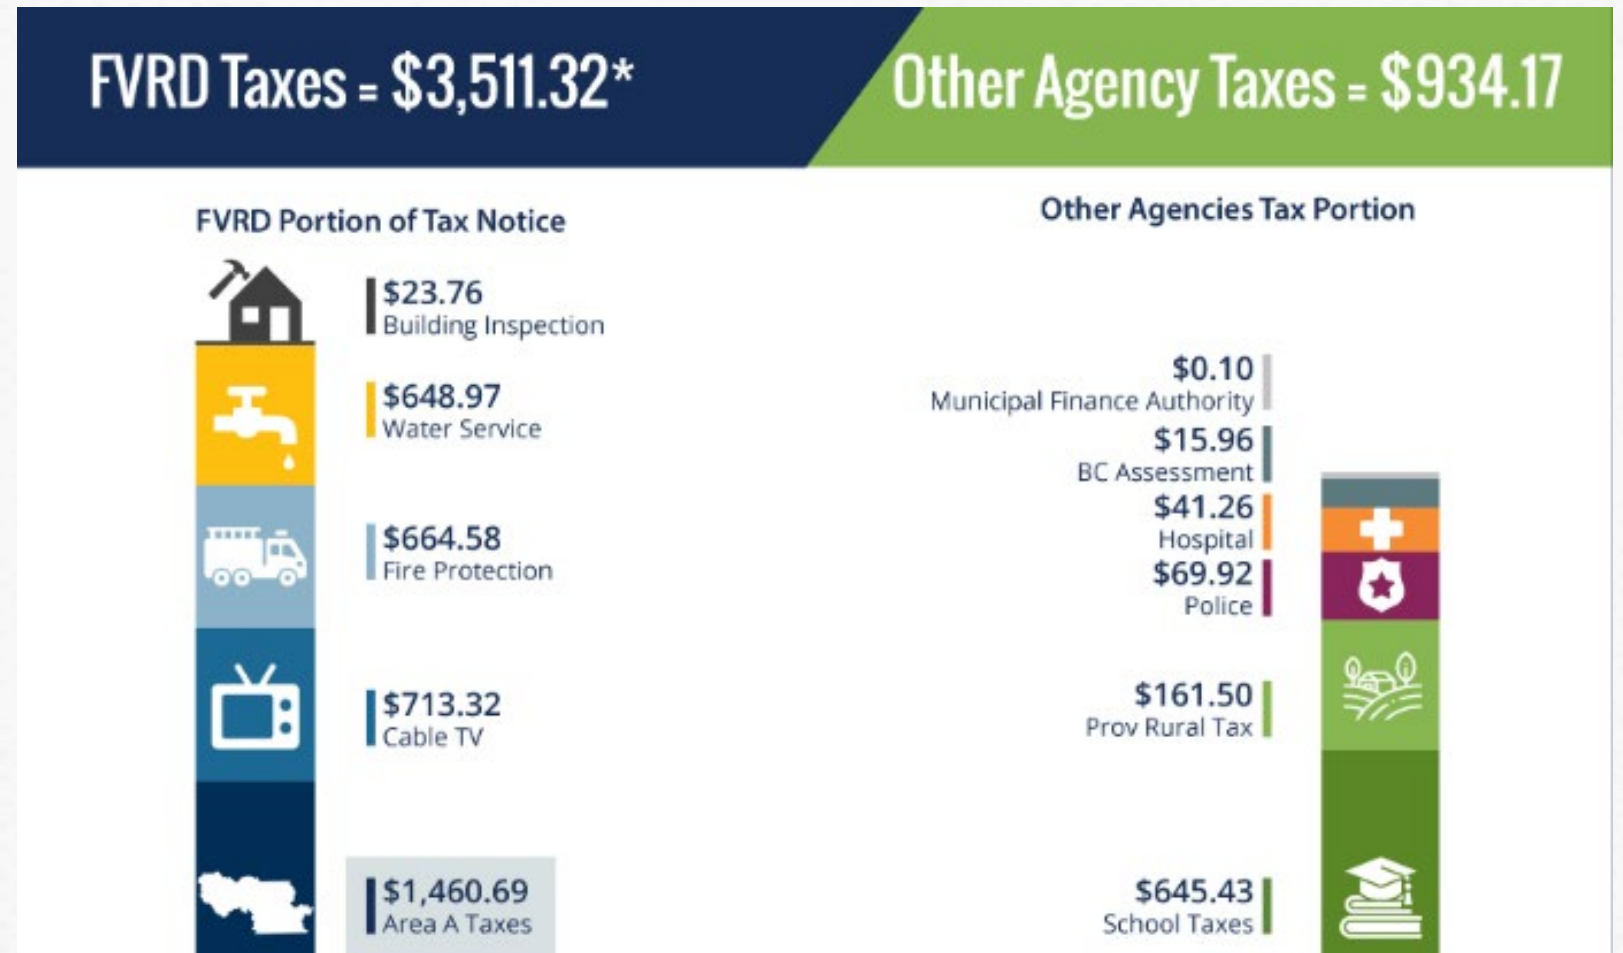 FVRD Taxes = $3,511.32*
Other Agency Taxes = $934.17
FVRD Portion of Tax Notice
$23.76
Building Inspection
$648.97
Water Service
$664.58
Fire Protection
$713.32
Cable TV
$1,460.69
Area A Taxes
Other Agencies Tax Portion
$0.10
Municipal Finance Authority
$15.96
BC Assessment
$41.26
Hospital
$69.92
Police
$161.50
Prov Rural Tax
$645.43
School Taxes